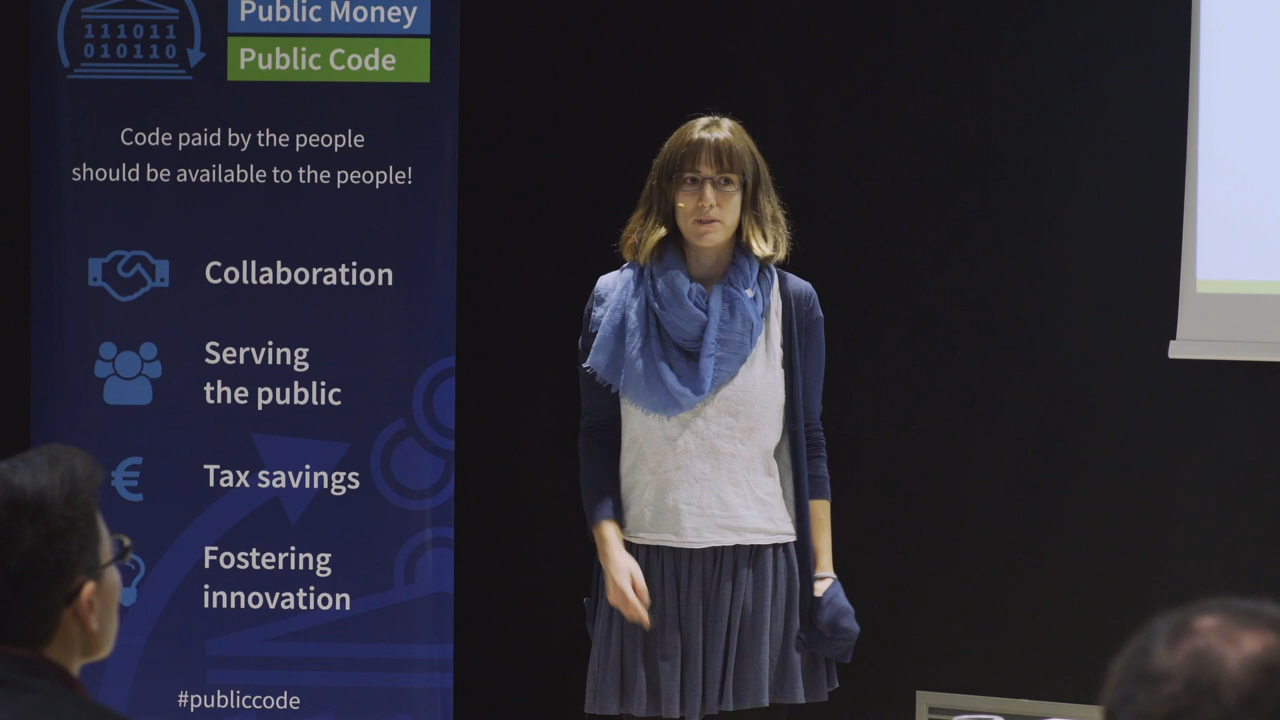 111011
010110
Public Money
Public Code
Code paid by the people
should be available to the people!
Collaboration
Serving
the public
€
Tax savings
Fostering
innovation
#publiccode